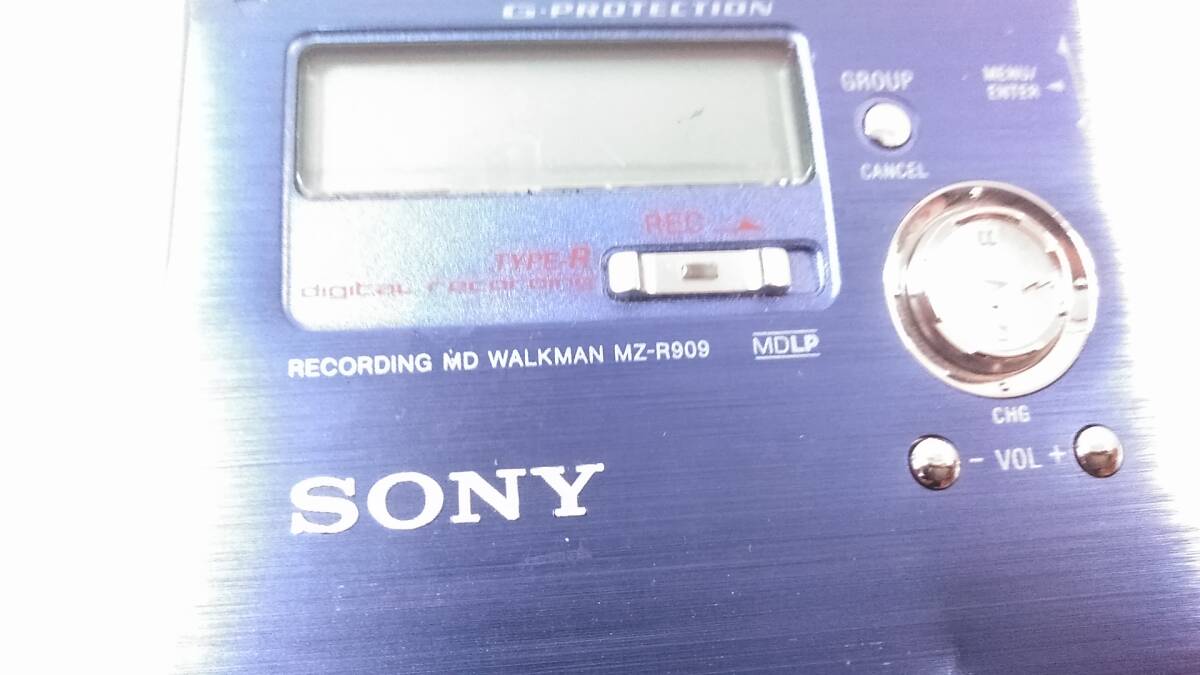 G-PROTECTION
GROUP
MENU/
ENTER
CANCEL
REC
TYPE-R
digital recording
RECORDING MD WALKMAN MZ-R909
MDLP
CHG
- VOL +
SONY